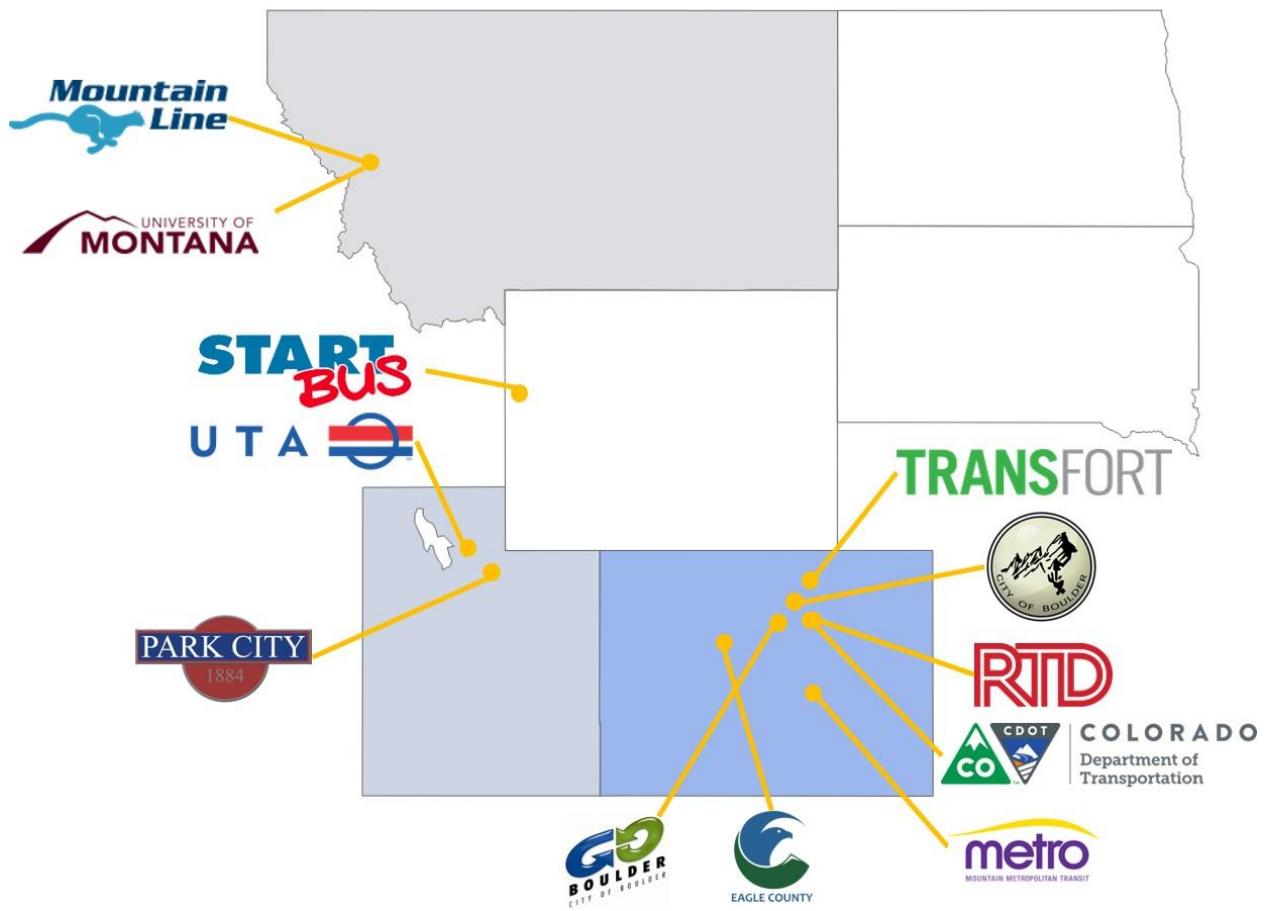 Mountain
Line
UNIVERSITY OF
MONTANA
START
BUS
UTA
TRANSFORT
CITY OF BOULDER
PARK CITY
1884
RTD
CO
CDOT
COLORADO
Department of
Transportation
GO
BOULDER
CITY OF BOULDER
EAGLE COUNTY
metro
MOUNTAIN METROPOLITAN TRANSIT